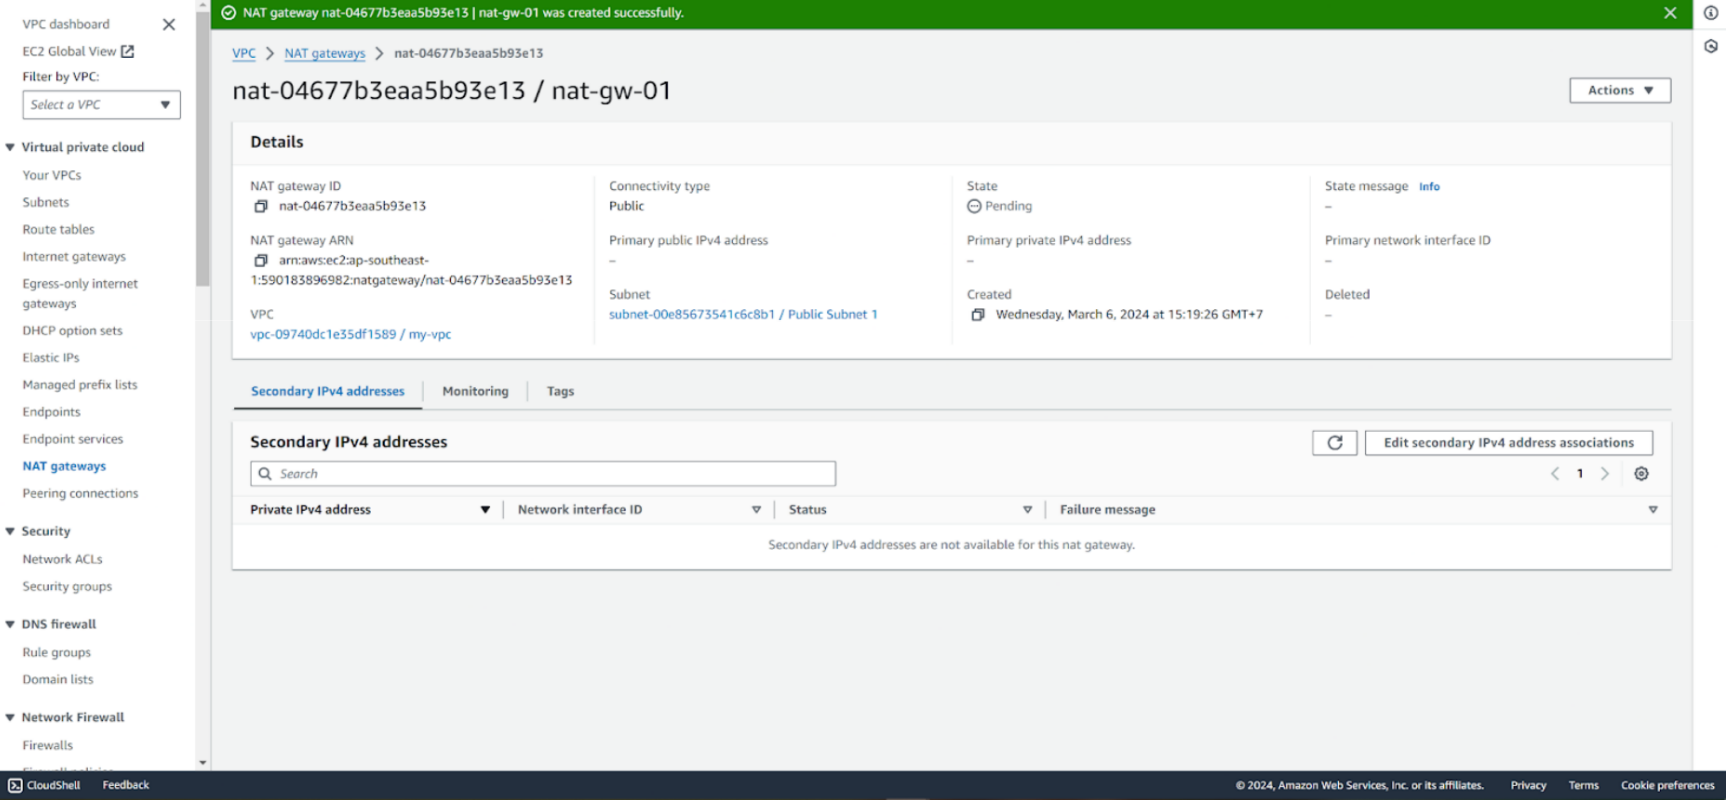 NAT gateway nat-04677b3eaa5b93e13 | nat-gw-01 was created successfully.
VPC dashboard
EC2 Global View
Filter by VPC:
Select a VPC
Virtual private cloud
Your VPCs
Subnets
Route tables
Internet gateways
Egress-only internet
gateways
DHCP option sets
Elastic IPs
Managed prefix lists
Endpoints
Endpoint services
NAT gateways
Peering connections
Security
Network ACLs
Security groups
DNS firewall
Rule groups
Domain lists
Network Firewall
Firewalls
VPC > NAT gateways > nat-04677b3eaa5b93e13
nat-04677b3eaa5b93e13 / nat-gw-01
Actions
Details
NAT gateway ID
nat-04677b3eaa5b93e13
NAT gateway ARN
arn:aws:ec2:ap-southeast-
1:590183896982:natgateway/nat-04677b3eaa5b93e13
VPC
vpc-09740dc1e35df1589 / my-vpc
Connectivity type
Public
Primary public IPv4 address
–
Subnet
subnet-00e85673541c6c8b1 / Public Subnet 1
State
Pending
Primary private IPv4 address
–
Created
Wednesday, March 6, 2024 at 15:19:26 GMT+7
State message Info
–
Primary network interface ID
–
Deleted
–
Secondary IPv4 addresses
Monitoring
Tags
Secondary IPv4 addresses
Edit secondary IPv4 address associations
Search
1
Private IPv4 address
Network interface ID
Status
Failure message
Secondary IPv4 addresses are not available for this nat gateway.
CloudShell
Feedback
© 2024, Amazon Web Services, Inc. or its affiliates.
Privacy
Terms
Cookie preferences